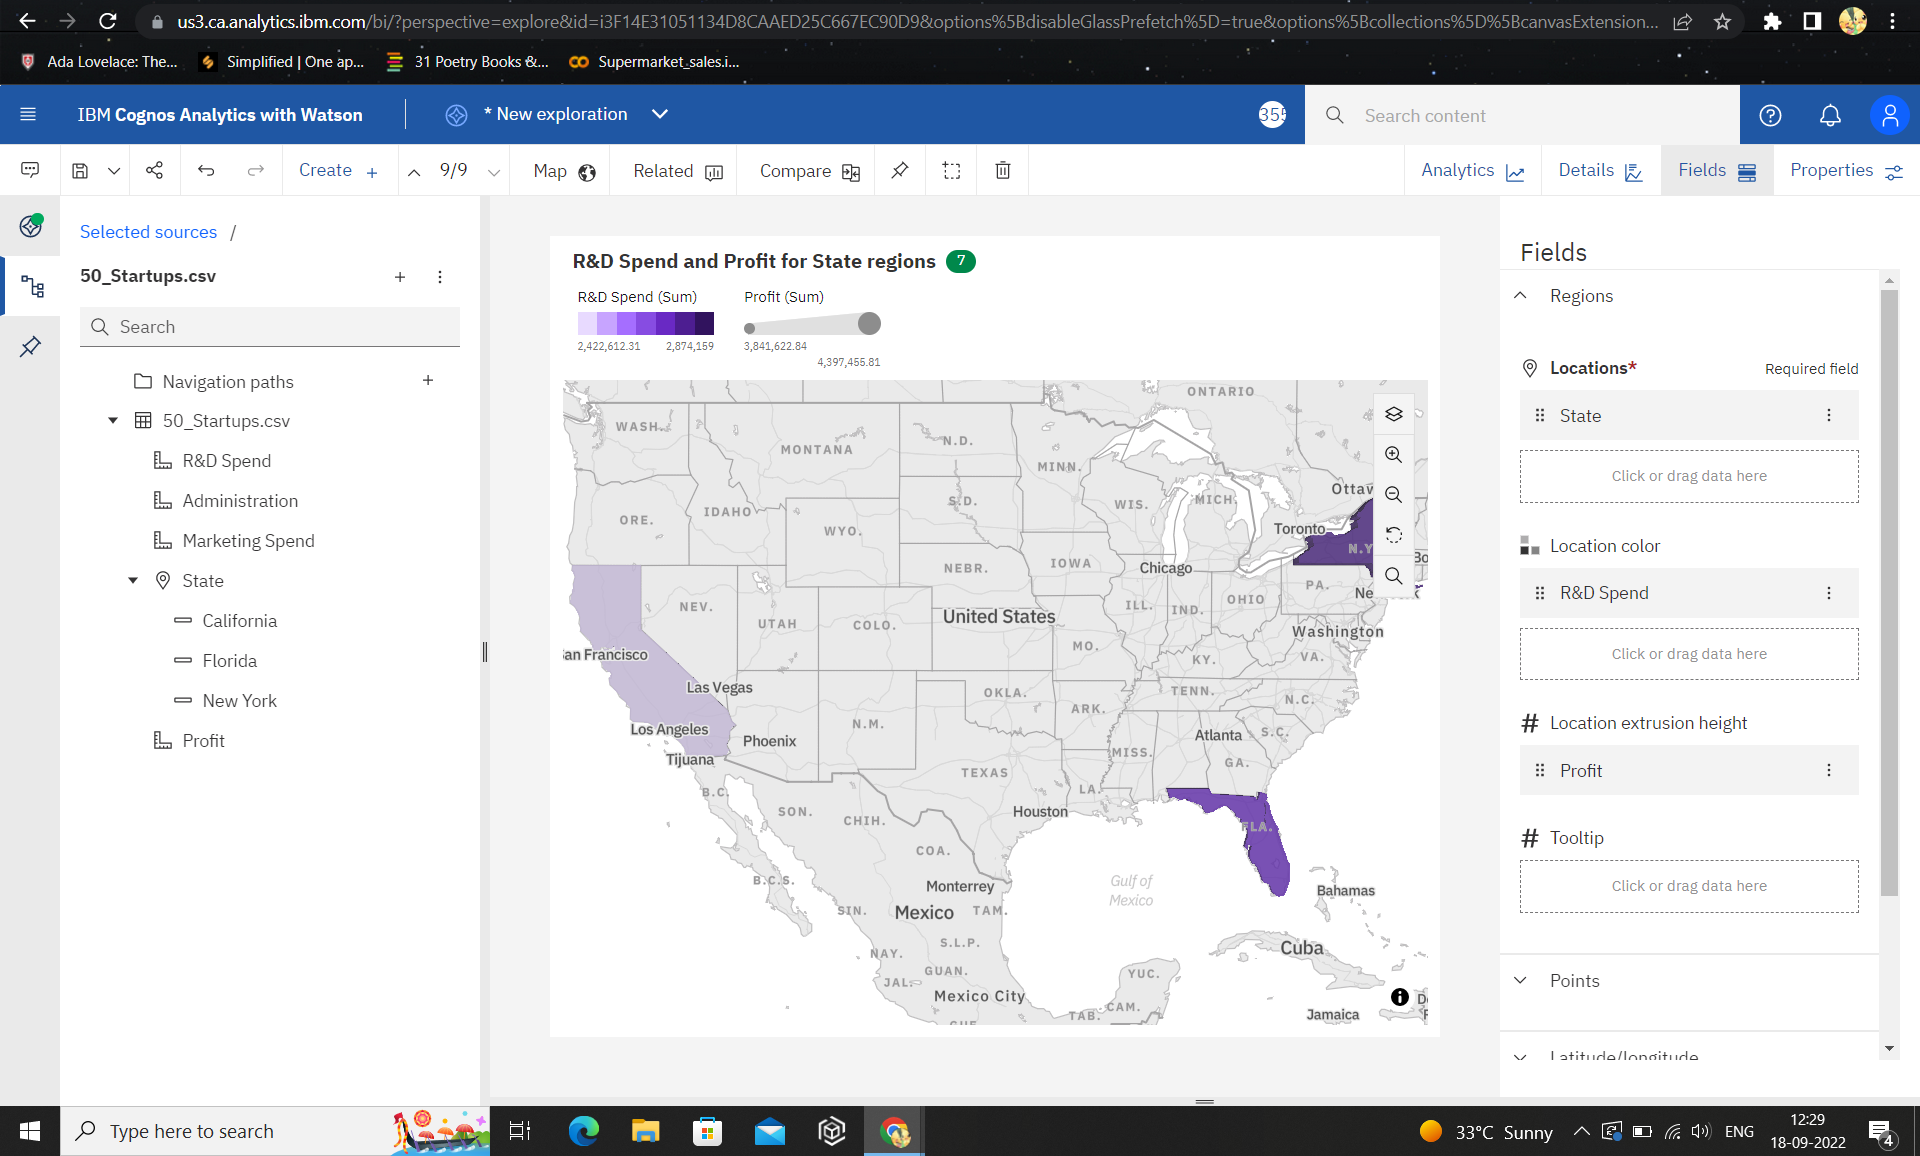 us3.ca.analytics.ibm.com/bi/?perspective=explore&id=i3F14E31051134D8CAAED25C667EC90D9&options%5BdisableGlassPrefetch%5D=true&options%5Bcollections%5D%5BcanvasExtension...
Ada Lovelace: The...
Simplified | One ap...
31 Poetry Books &...
Supermarket_sales.i...
IBM Cognos Analytics with Watson
* New exploration
355
Search content
Create
9/9
Map
Related
Compare
Analytics
Details
Fields
Properties
Selected sources /
50_Startups.csv
Search
Navigation paths
50_Startups.csv
R&D Spend
Administration
Marketing Spend
State
California
Florida
New York
Profit
R&D Spend and Profit for State regions 7
R&D Spend (Sum)
2,422,612.31 2,874,159
Profit (Sum)
3,841,622.84
4,397,455.81
ONTARIO
WASH.
MONTANA
N.D.
MINN.
Ottaw
ORE.
IDAHO
WYO.
S.D.
WIS.
MICH.
Toronto
N.Y
Bo
Chicago
NEBR.
IOWA
PA.
Ne
k
NEV.
UTAH
COLO.
United States
ILL.
IND.
OHIO
Washington
an Francisco
MO.
KY.
VA.
Las Vegas
OKLA.
TENN.
N.C.
Los Angeles
Phoenix
N.M.
ARK.
Atlanta
S.C.
Tijuana
TEXAS
MISS.
GA.
B.C.
LA.
SON.
CHIH.
Houston
FLA.
COA.
B.C.S.
Monterrey
Gulf of
Mexico
Bahamas
SIN.
Mexico
TAM.
S.L.P.
Cuba
NAY.
JAL.
GUAN.
YUC.
Mexico City
CAM.
TAB.
Jamaica
GUE
D
Fields
Regions
Locations*
Required field
State
Click or drag data here
Location color
R&D Spend
Click or drag data here
Location extrusion height
Profit
Tooltip
Click or drag data here
Points
Latitude/longitude
Type here to search
33°C Sunny
ENG
12:29
18-09-2022
4